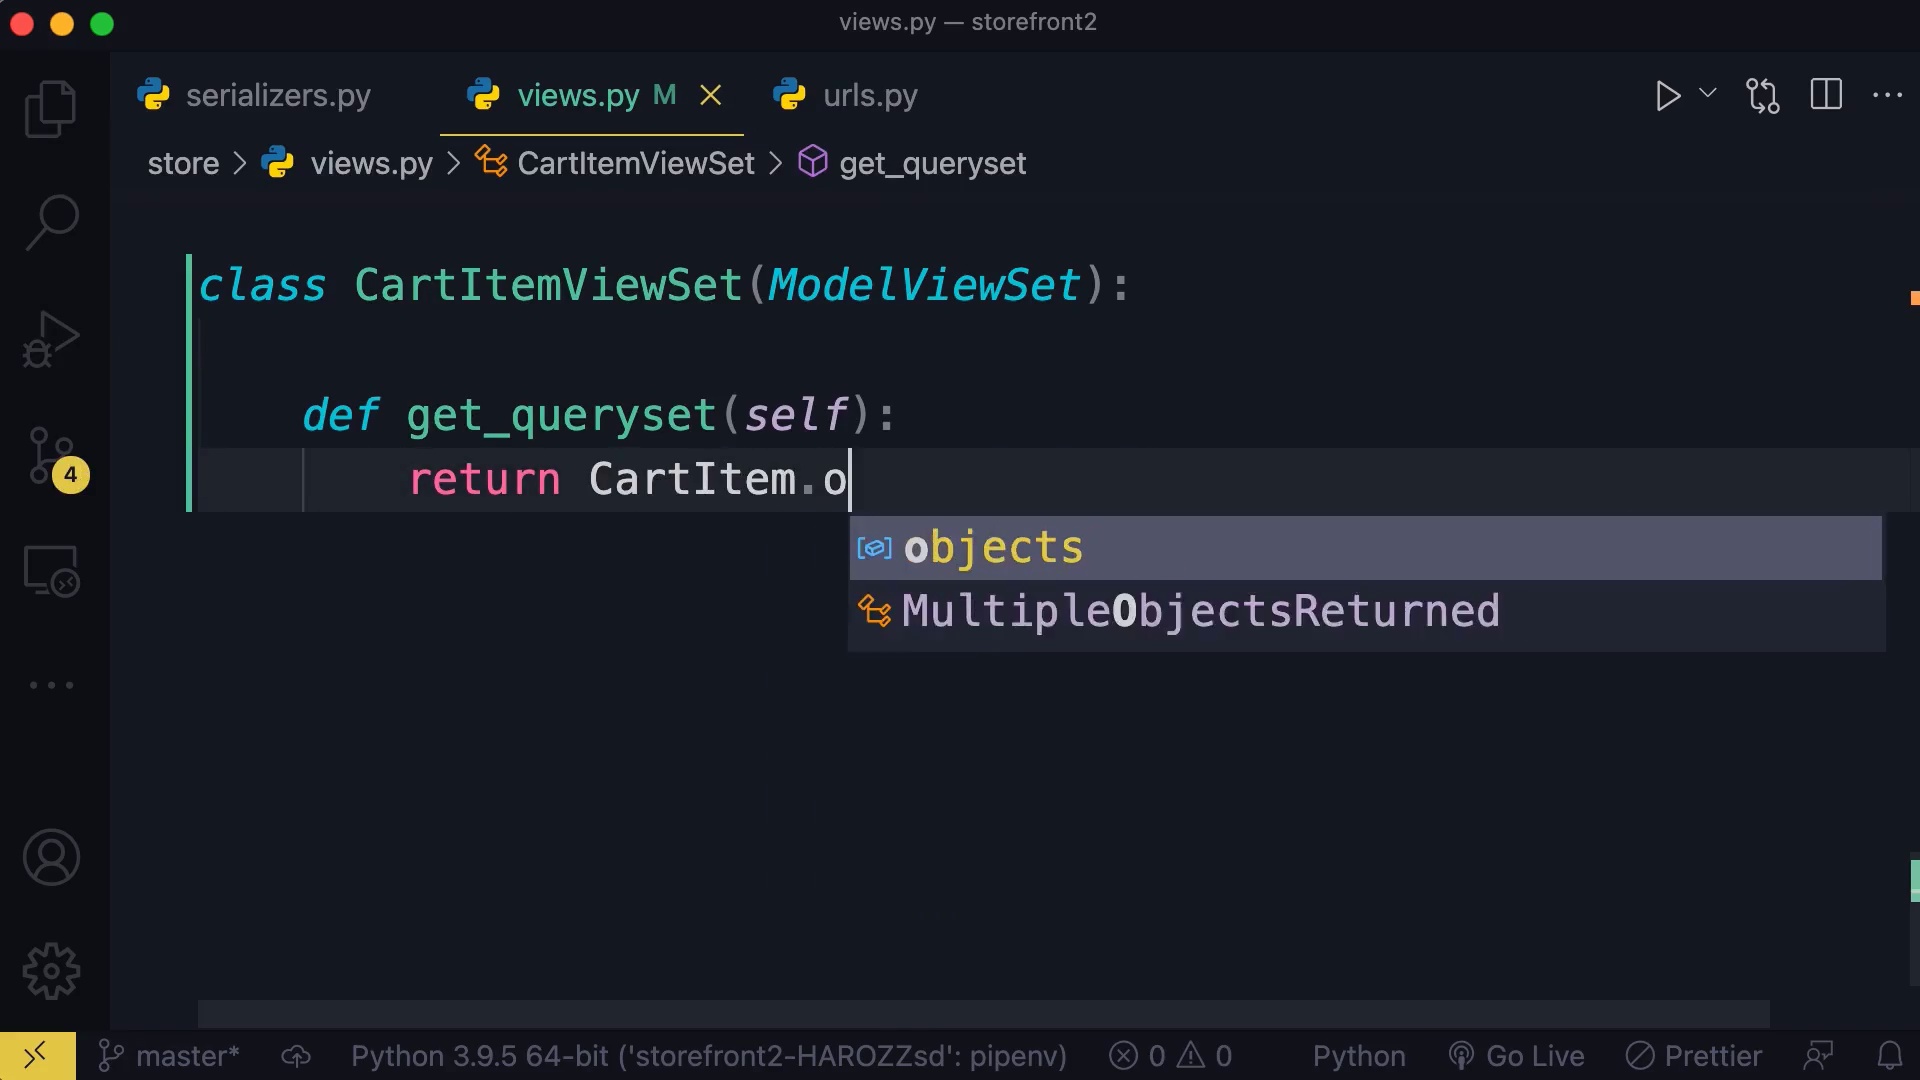 views.py — storefront2
serializers.py views.py M urls.py
store > views.py > CartItemViewSet > get_queryset
class CartItemViewSet(ModelViewSet):
def get_queryset(self):
return CartItem.o
objects
MultipleObjectsReturned
4
master* Python 3.9.5 64-bit ('storefront2-HAROZZsd': pipenv) 0 0 Python Go Live Prettier